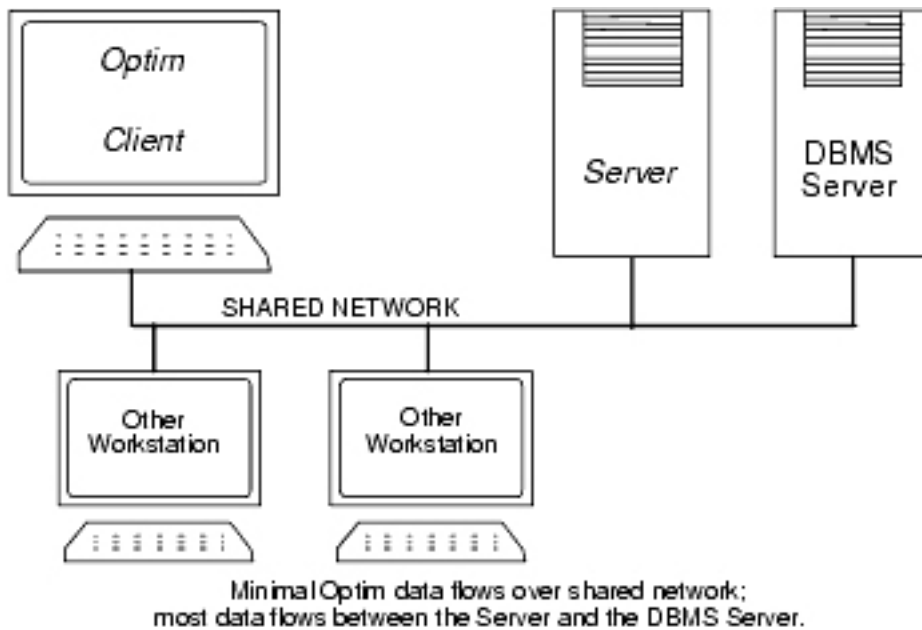 Optim
Client
Server
DBMS
Server
SHARED NETWORK
Other
Workstation
Other
Workstation
Minimal Optim data flows over shared network;
most data flows between the Server and the DBMS Server.